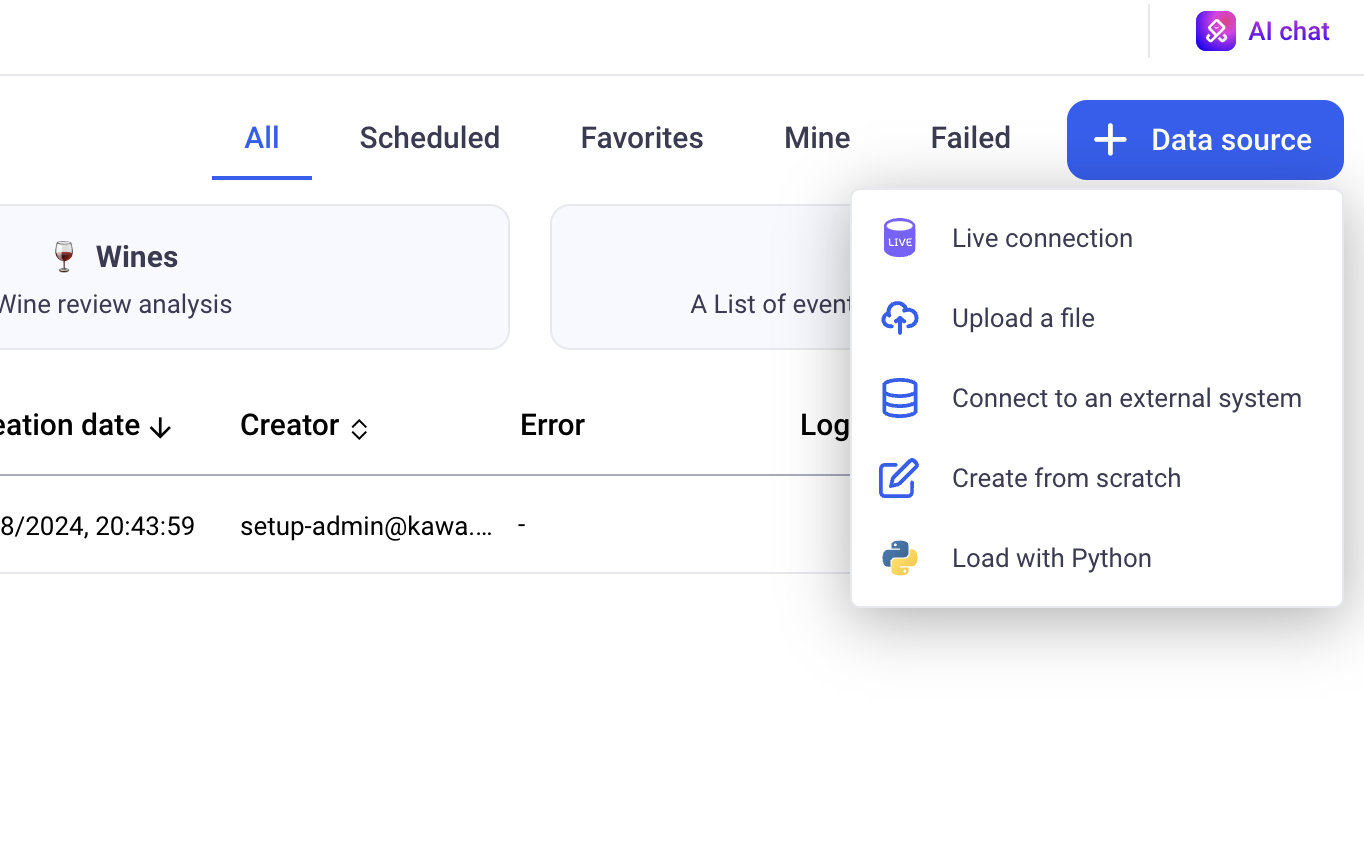 AI chat
All Scheduled Favorites Mine Failed + Data source
Wines
Wine review analysis
A List of event
LIVE Live connection
Upload a file
Connect to an external system
Create from scratch
Load with Python
eation date Creator Error Log
8/2024, 20:43:59 setup-admin@kawa.... -